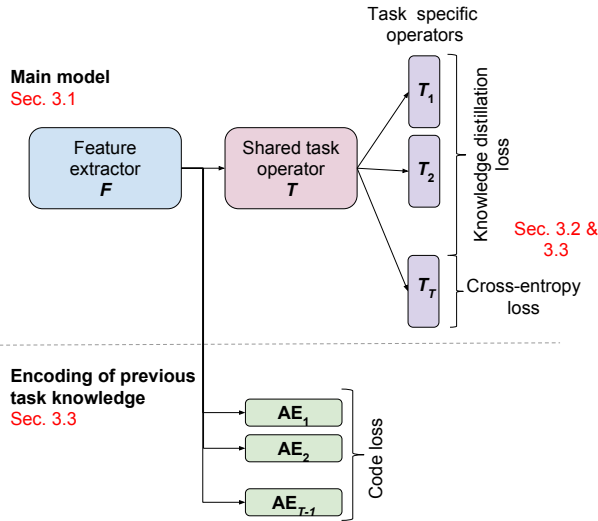 Task specific
operators
Main model
Sec. 3.1
Feature
extractor
F
Shared task
operator
T
T1
T2
TT
Knowledge distillation
loss
Sec. 3.2 &
3.3
Cross-entropy
loss
Encoding of previous
task knowledge
Sec. 3.3
AE1
AE2
AET-1
Code loss